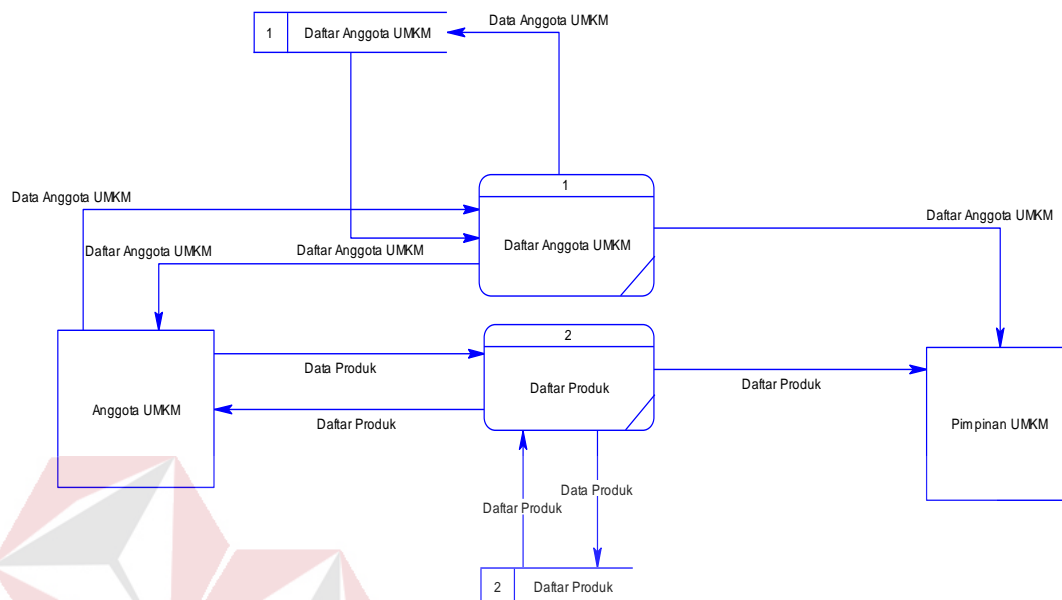 Data Anggota UMKM
1 Daftar Anggota UMKM
1
Data Anggota UMKM
Daftar Anggota UMKM
Daftar Anggota UMKM
Daftar Anggota UMKM
Daftar Anggota UMKM
2
Data Produk
Daftar Produk
Daftar Produk
Anggota UMKM
Daftar Produk
Pimpinan UMKM
Data Produk
Daftar Produk
2 Daftar Produk